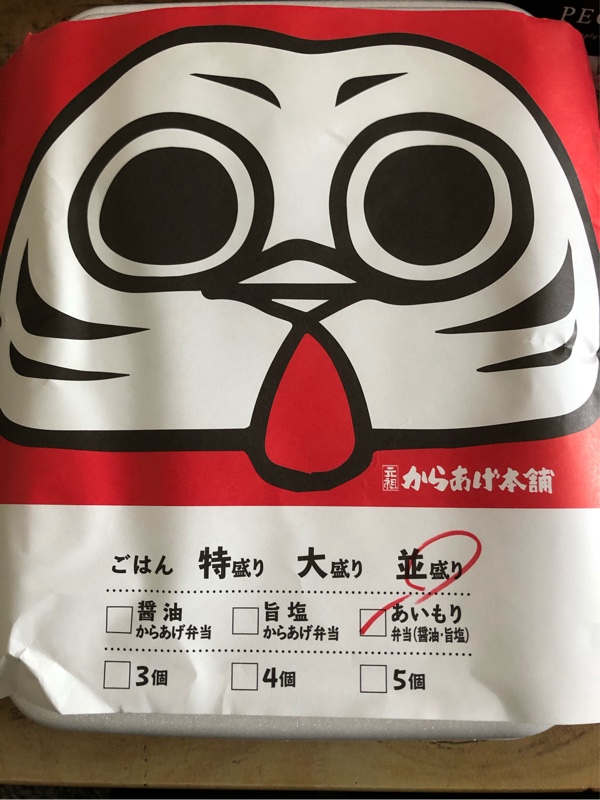 PEC
元祖 からあげ本舗
ごはん 特盛り 大盛り 並盛り
醤油 旨塩 あいもり
からあげ弁当 からあげ弁当 弁当(醤油・旨塩)
3個 4個 5個